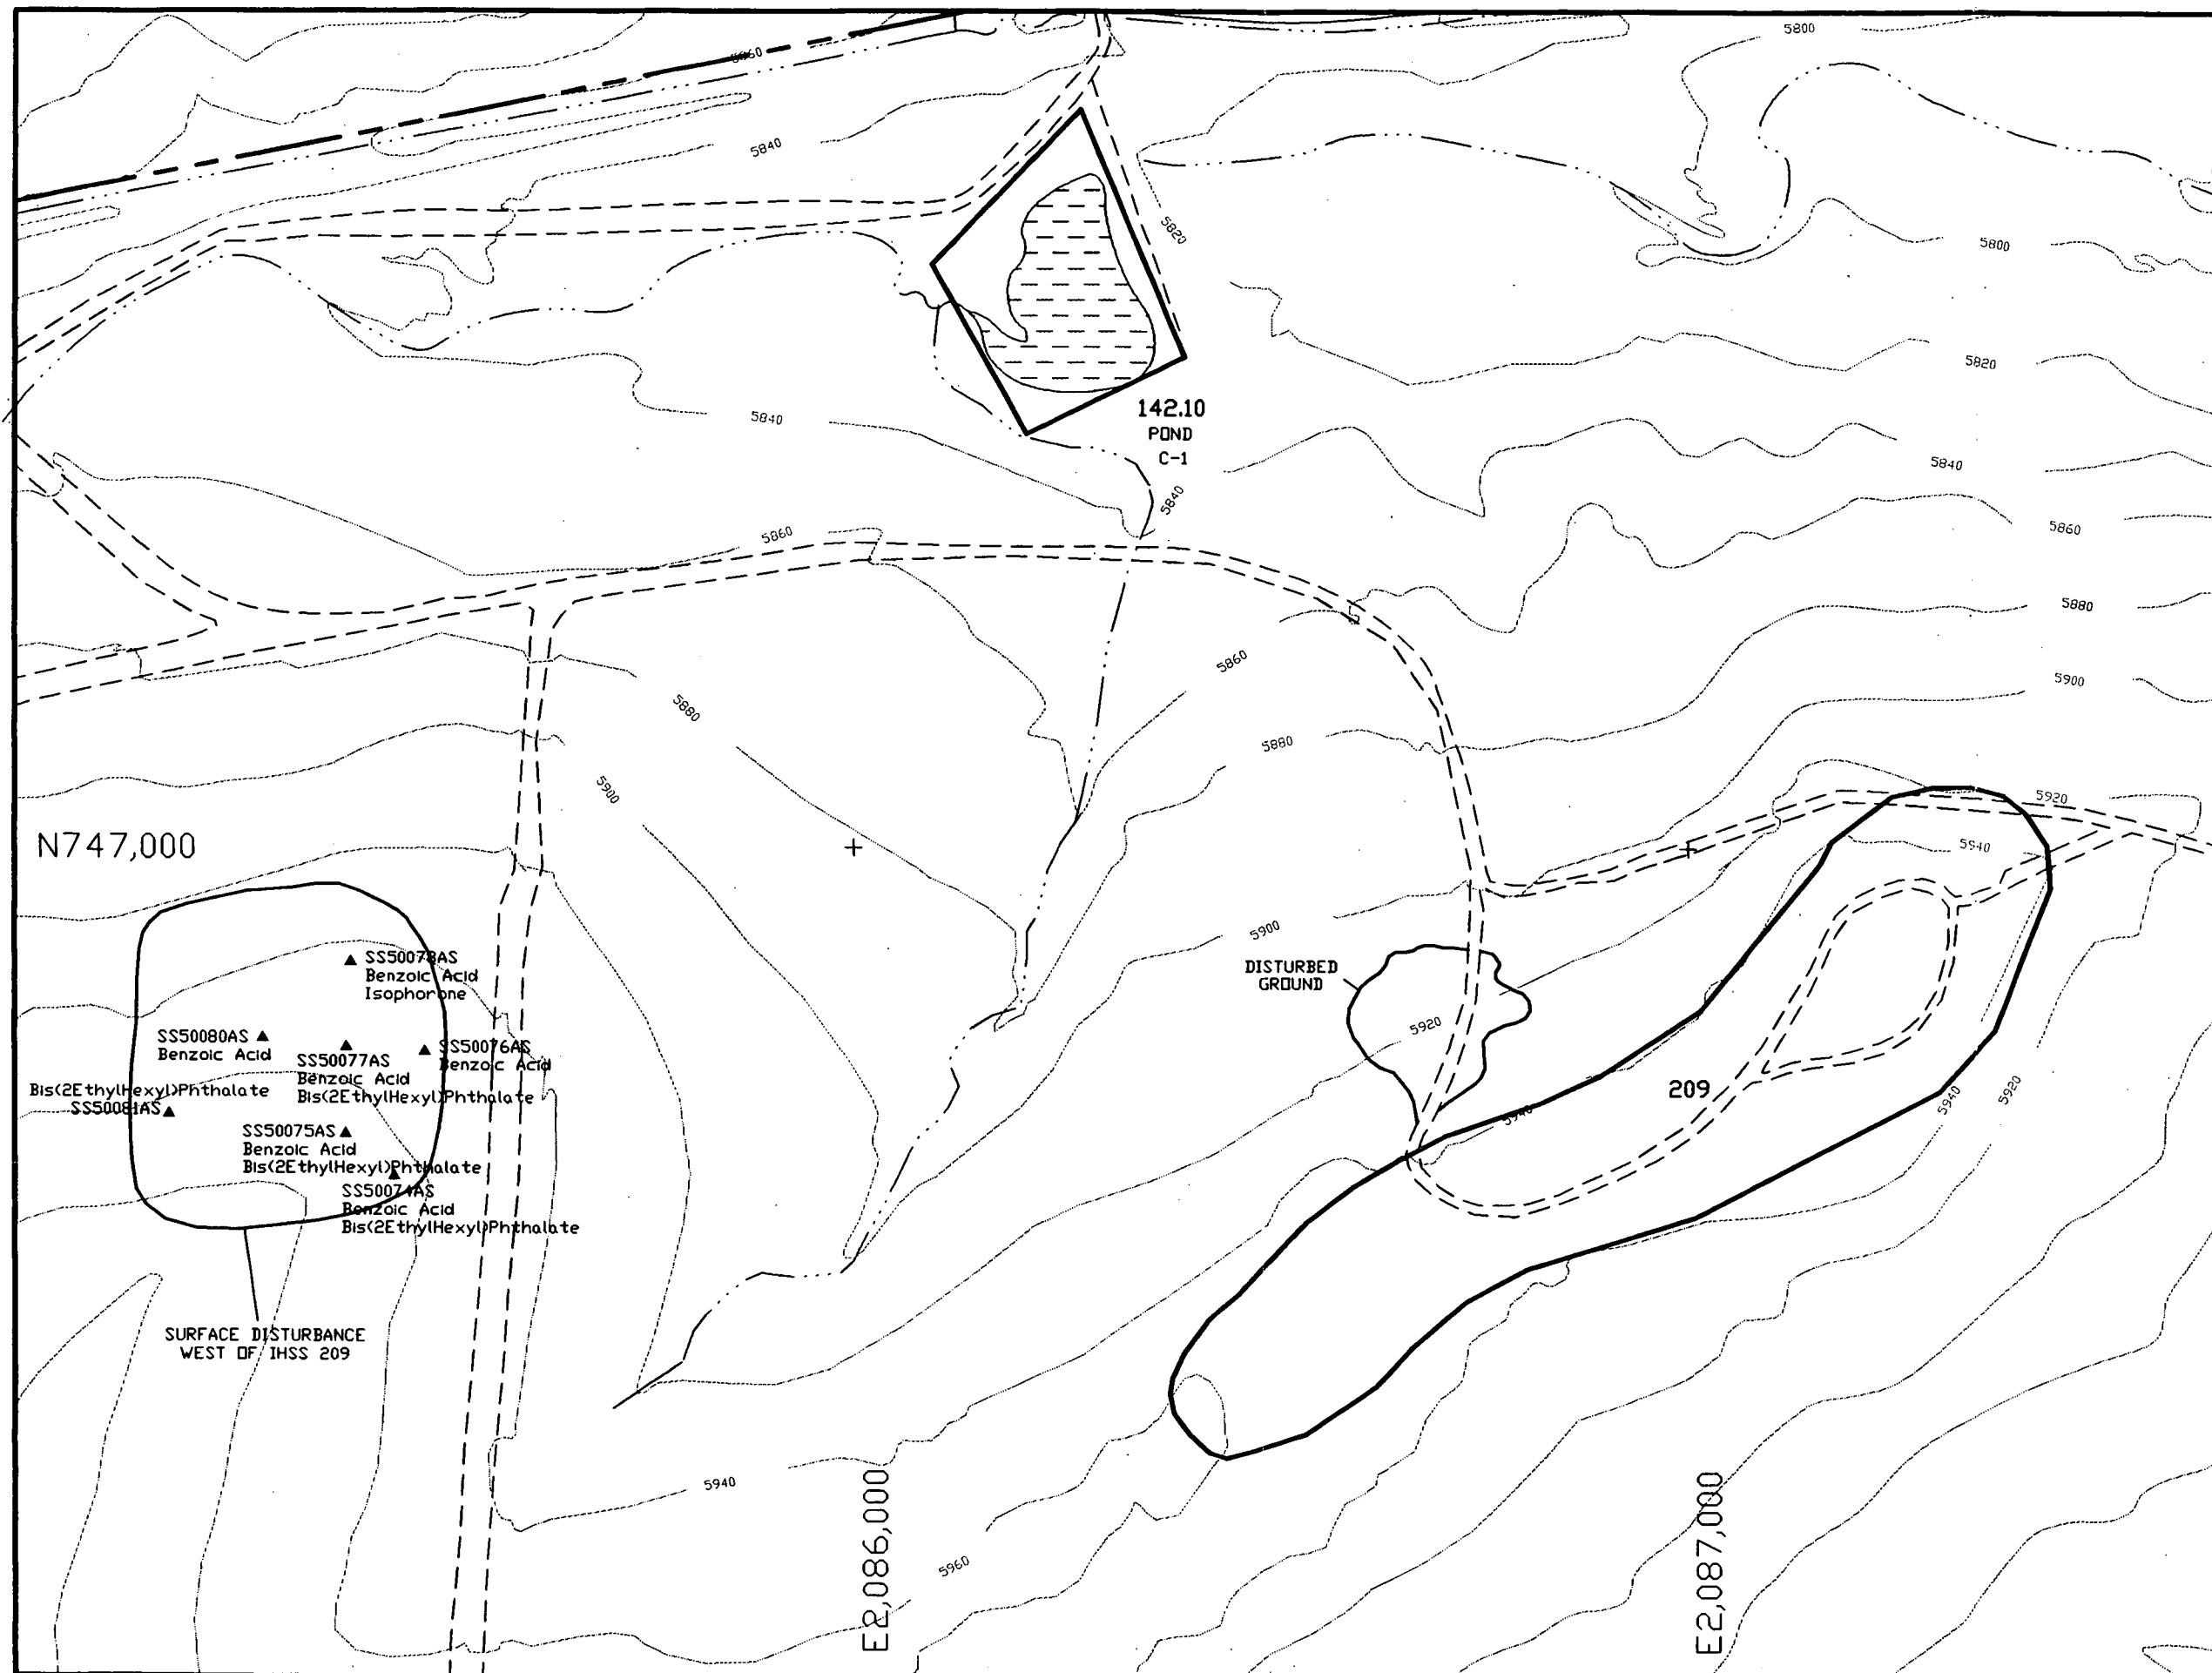 5800
5860
5840
5820
5800
5820
142.10
POND
C-1
5840
5840
5840
5860
5860
5880
5860
5900
5880
5880
5900
5920
N747,000
5940
5900
SS50078AS
Benzoic Acid
Isophorone
DISTURBED
GROUND
5920
SS50080AS
Benzoic Acid
SS50076AS
Benzoic Acid
SS50077AS
Benzoic Acid
Bis(2EthylHexyl)Phthalate
Bis(2EthylHexyl)Phthalate
SS50081AS
209
5940
5940
5920
SS50075AS
Benzoic Acid
Bis(2EthylHexyl)Phthalate
SS50074AS
Benzoic Acid
Bis(2EthylHexyl)Phthalate
SURFACE DISTURBANCE
WEST OF IHSS 209
5940
5960
E2,086,000
E2,087,000